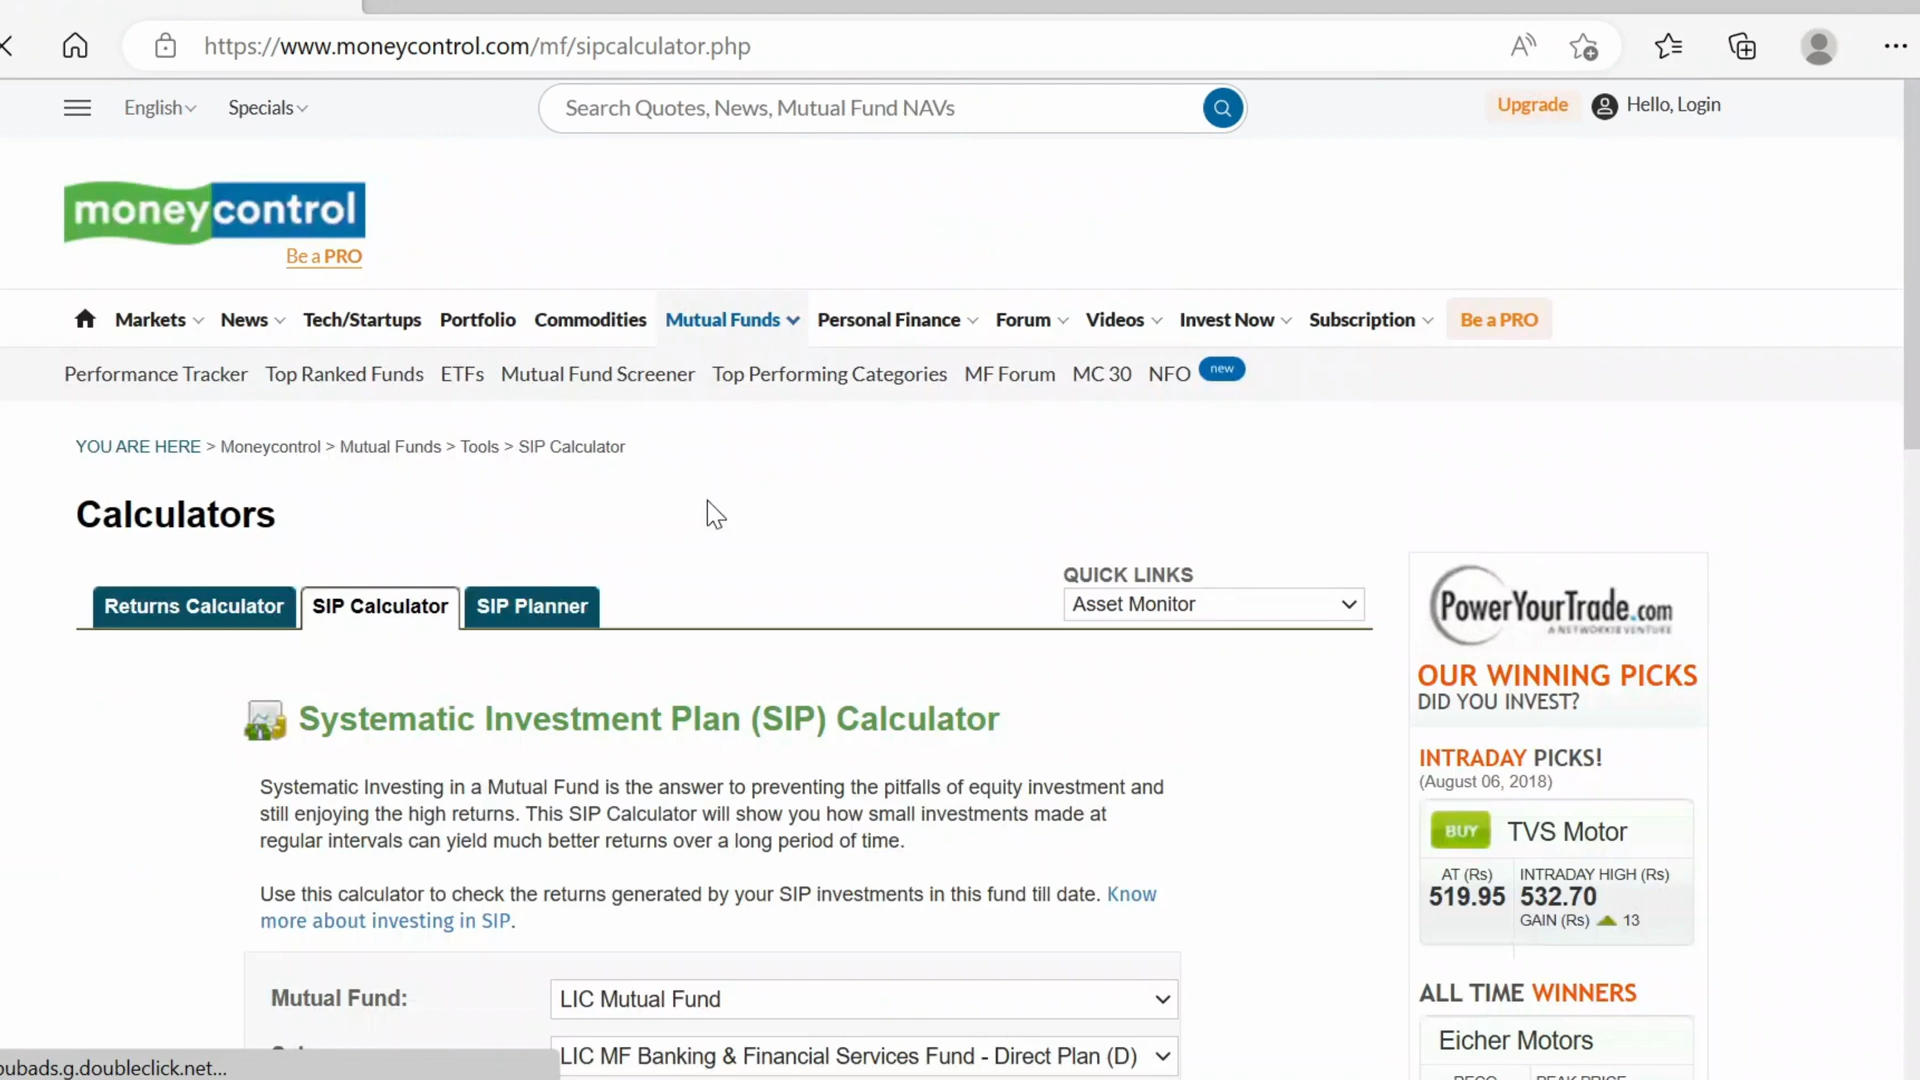 https://www.moneycontrol.com/mf/sipcalculator.php
English Specials Search Quotes, News, Mutual Fund NAVs Upgrade Hello, Login
moneycontrol
Be a PRO
Markets News Tech/Startups Portfolio Commodities Mutual Funds Personal Finance Forum Videos Invest Now Subscription Be a PRO
Performance Tracker Top Ranked Funds ETFs Mutual Fund Screener Top Performing Categories MF Forum MC 30 NFO new
YOU ARE HERE > Moneycontrol > Mutual Funds > Tools > SIP Calculator
Calculators
QUICK LINKS
Returns Calculator SIP Calculator SIP Planner Asset Monitor
Systematic Investment Plan (SIP) Calculator
Systematic Investing in a Mutual Fund is the answer to preventing the pitfalls of equity investment and
still enjoying the high returns. This SIP Calculator will show you how small investments made at
regular intervals can yield much better returns over a long period of time.
Use this calculator to check the returns generated by your SIP investments in this fund till date. Know
more about investing in SIP.
Mutual Fund: LIC Mutual Fund
LIC MF Banking & Financial Services Fund - Direct Plan (D)
PowerYourTrade.com
A NETWORK18 VENTURE
OUR WINNING PICKS
DID YOU INVEST?
INTRADAY PICKS!
(August 06, 2018)
BUY TVS Motor
AT (Rs) INTRADAY HIGH (Rs)
519.95 532.70
GAIN (Rs) 13
ALL TIME WINNERS
Eicher Motors
RECO PEAK PRICE
oubads.g.doubleclick.net...